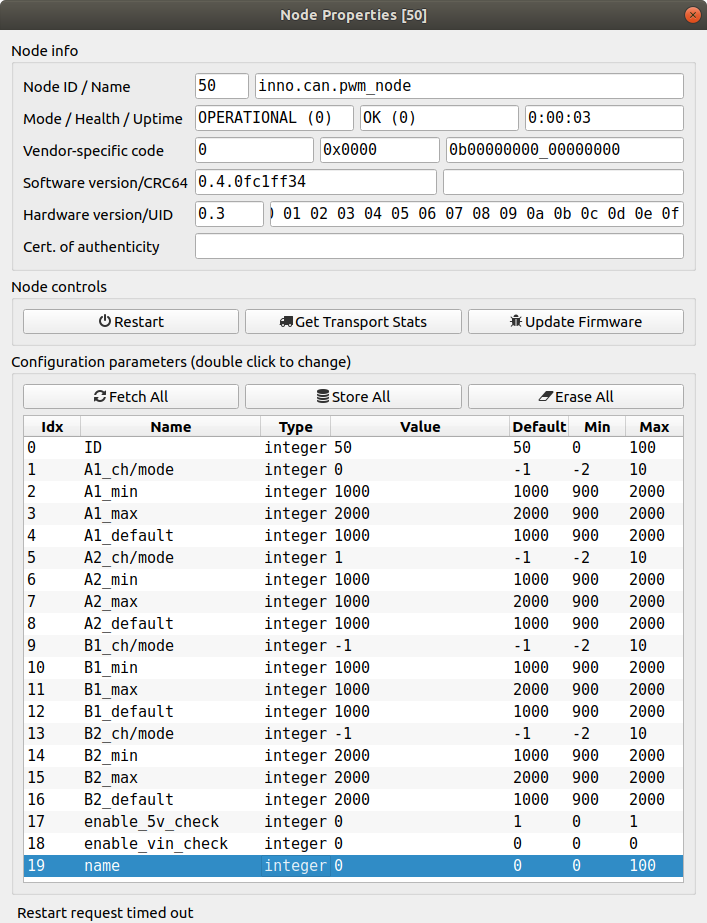 Node Properties [50]
Node info
Node ID / Name 50 inno.can.pwm_node
Mode / Health / Uptime OPERATIONAL (0) OK (0) 0:00:03
Vendor-specific code 0 0x0000 0b00000000_00000000
Software version/CRC64 0.4.0fc1ff34
Hardware version/UID 0.3 01 02 03 04 05 06 07 08 09 0a 0b 0c 0d 0e 0f
Cert. of authenticity
Node controls
Restart Get Transport Stats Update Firmware
Configuration parameters (double click to change)
Fetch All Store All Erase All
Idx Name Type Value Default Min Max
0 ID integer 50 50 0 100
1 A1_ch/mode integer 0 -1 -2 10
2 A1_min integer 1000 1000 900 2000
3 A1_max integer 2000 2000 900 2000
4 A1_default integer 1000 1000 900 2000
5 A2_ch/mode integer 1 -1 -2 10
6 A2_min integer 1000 1000 900 2000
7 A2_max integer 1000 2000 900 2000
8 A2_default integer 1000 1000 900 2000
9 B1_ch/mode integer -1 -1 -2 10
10 B1_min integer 1000 1000 900 2000
11 B1_max integer 1000 2000 900 2000
12 B1_default integer 1000 1000 900 2000
13 B2_ch/mode integer -1 -1 -2 10
14 B2_min integer 2000 1000 900 2000
15 B2_max integer 2000 2000 900 2000
16 B2_default integer 2000 1000 900 2000
17 enable_5v_check integer 0 1 0 1
18 enable_vin_check integer 0 0 0 0
19 name integer 0 0 0 100
Restart request timed out